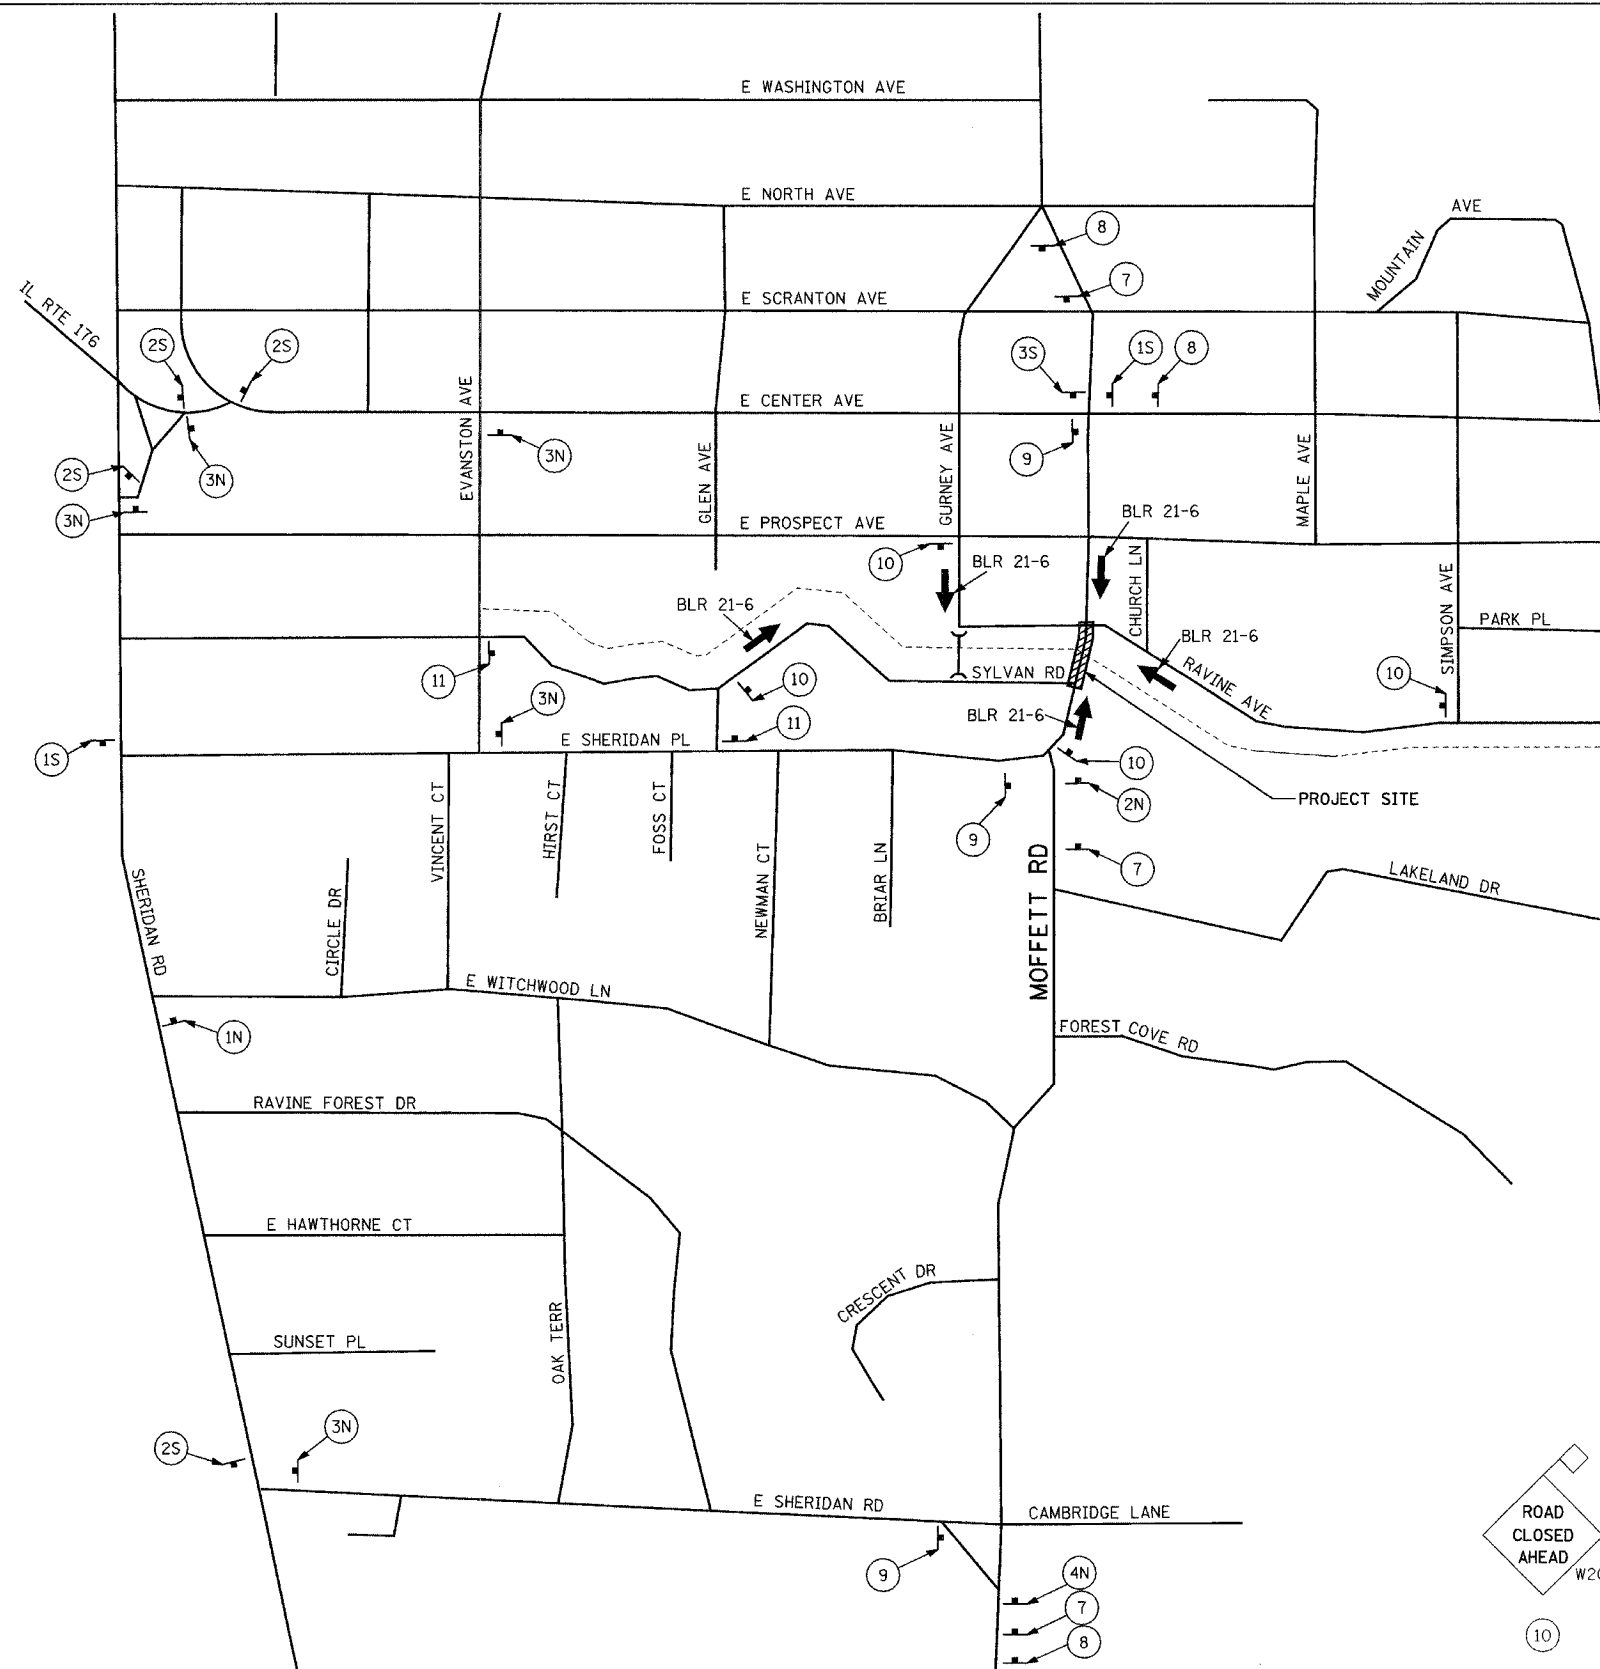 E WASHINGTON AVE
E NORTH AVE
AVE
MOUNTAIN
8
7
E SCRANTON AVE
IL RTE 176
2S
2S
3S
1S
8
EVANSTON AVE
E CENTER AVE
GLEN AVE
GURNEY AVE
MAPLE AVE
3N
9
2S
3N
3N
E PROSPECT AVE
BLR 21-6
10
BLR 21-6
CHURCH LN
SIMPSON AVE
BLR 21-6
PARK PL
BLR 21-6
11
10
SYLVAN RD
RAVINE AVE
10
3N
11
BLR 21-6
E SHERIDAN PL
1S
10
2N
PROJECT SITE
VINCENT CT
HIRST CT
FOSS CT
NEWMAN CT
BRIAR LN
9
7
MOFFETT RD
LAKELAND DR
SHERIDAN RD
CIRCLE DR
E WITCHWOOD LN
1N
FOREST COVE RD
RAVINE FOREST DR
E HAWTHORNE CT
CRESCENT DR
SUNSET PL
OAK TERR
3N
2S
E SHERIDAN RD
CAMBRIDGE LANE
9
4N
7
8
ROAD
CLOSED
AHEAD
10